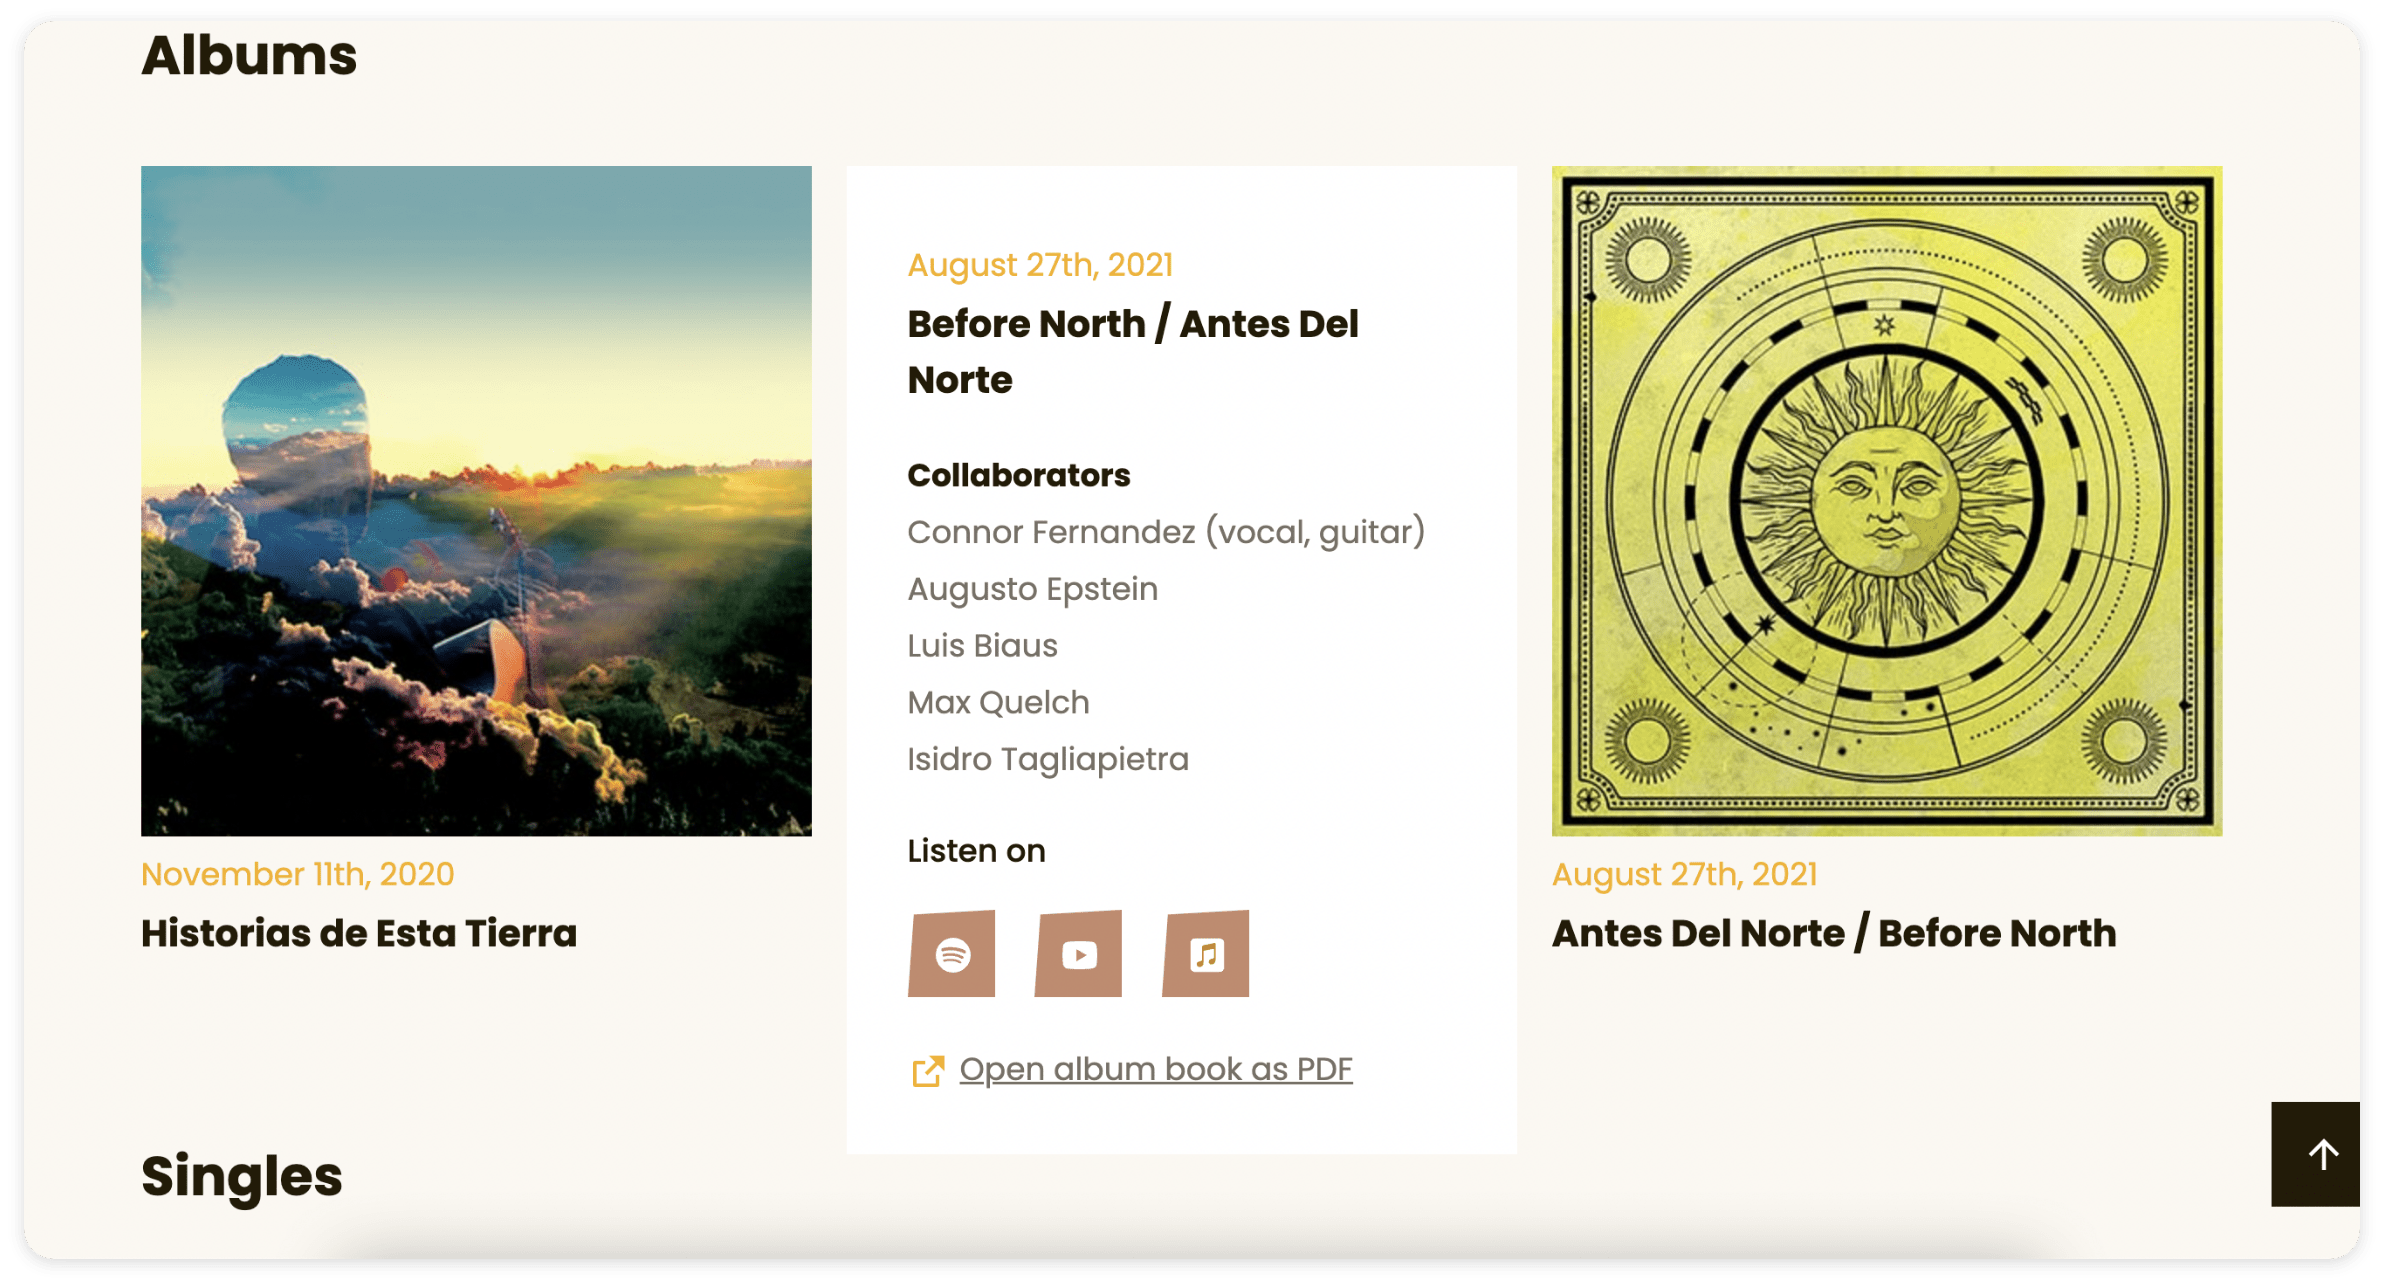 Albums
November 11th, 2020
Historias de Esta Tierra
August 27th, 2021
Before North / Antes Del
Norte
Collaborators
Connor Fernandez (vocal, guitar)
Augusto Epstein
Luis Biaus
Max Quelch
Isidro Tagliapietra
Listen on
Open album book as PDF
August 27th, 2021
Antes Del Norte / Before North
Singles